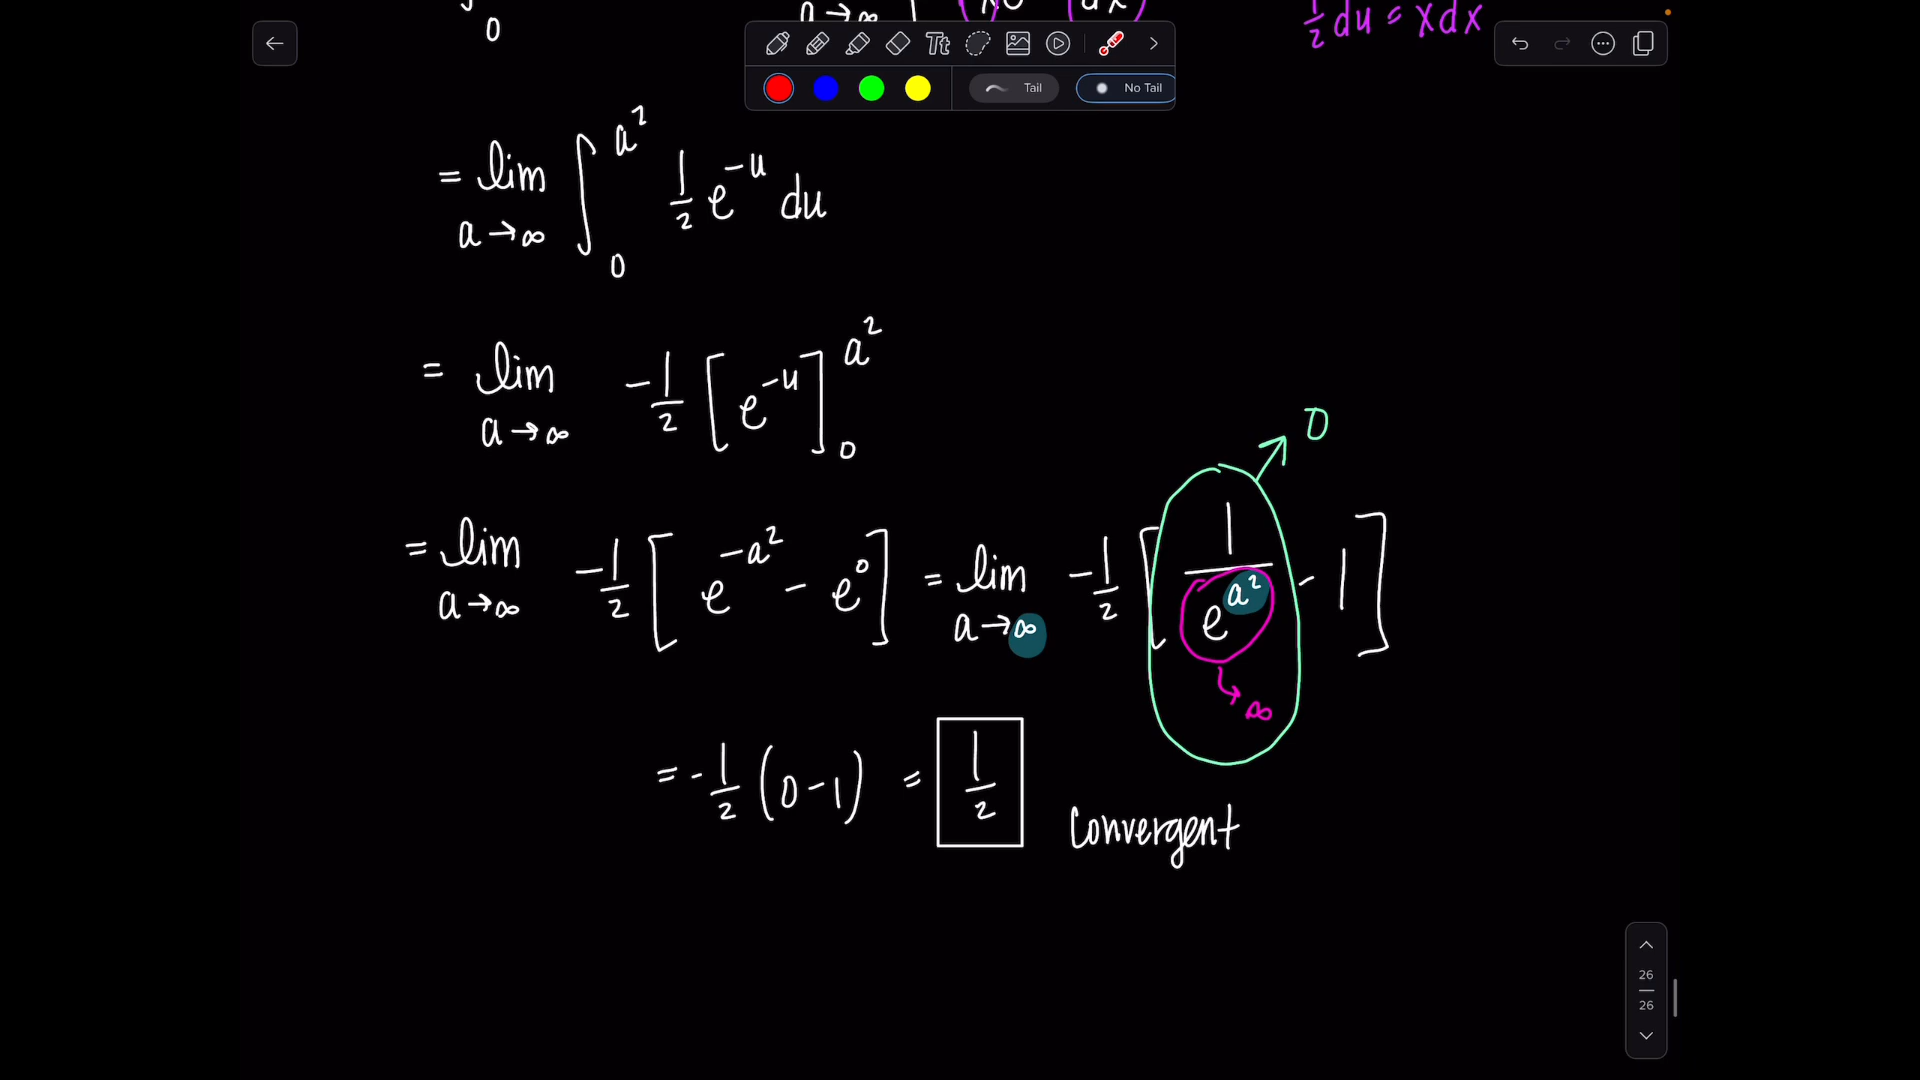 0
½ du = x dx
Tt
Tail
No Tail
= lim a→∞ ∫₀^(a²) ½ e^(-u) du
= lim a→∞ -½ [e^(-u)]₀^(a²)
0
= lim a→∞ -½ [e^(-a²) - e⁰] = lim a→∞ -½ [1/e^(a²) - 1]
→ ∞
= -½ (0-1) = ½ Convergent
26
26